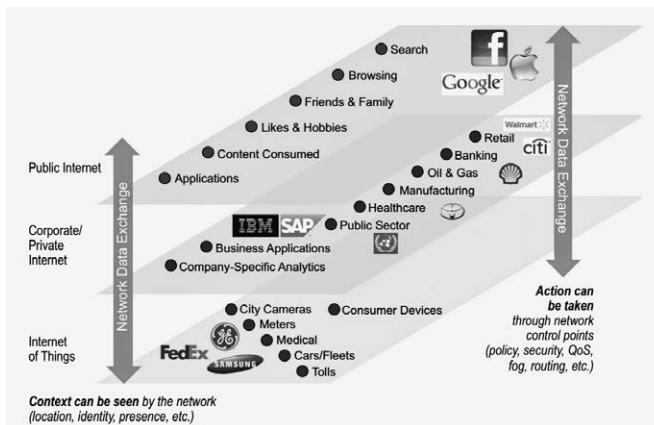 Search
Browsing
Friends & Family
Likes & Hobbies
Content Consumed
Applications
Public Internet
f
Google
Network Data Exchange
Walmart
citi
Retail
Banking
Oil & Gas
Manufacturing
Healthcare
Public Sector
Corporate/
Private
Internet
IBM
SAP
Business Applications
Company-Specific Analytics
Network Data Exchange
Internet
of Things
City Cameras
Consumer Devices
Meters
Medical
Cars/Fleets
Tolls
GE
FedEx
SAMSUNG
Action can
be taken
through network
control points
(policy, security, QoS,
fog, routing, etc.)
Context can be seen by the network
(location, identity, presence, etc.)